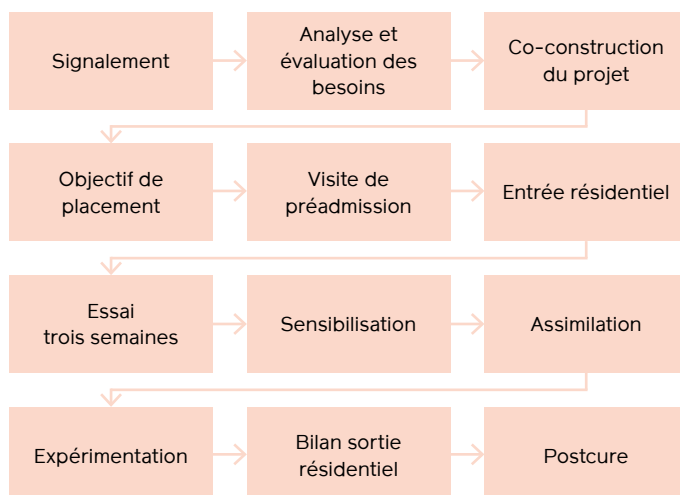 Signalement
Analyse et
évaluation des
besoins
Co-construction
du projet
Objectif de
placement
Visite de
préadmission
Entrée résidentiel
Essai
trois semaines
Sensibilisation
Assimilation
Expérimentation
Bilan sortie
résidentiel
Postcure